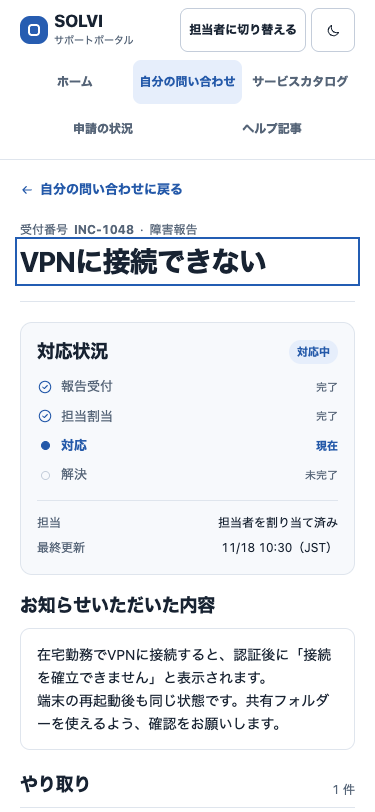 SOLVI
サポートポータル
担当者に切り替える
ホーム
自分の問い合わせ
サービスカタログ
申請の状況
ヘルプ記事
← 自分の問い合わせに戻る
受付番号 INC-1048 · 障害報告
VPNに接続できない
対応状況
対応中
報告受付 完了
担当割当 完了
対応 現在
解決 未完了
担当 担当者を割り当て済み
最終更新 11/18 10:30（JST）
お知らせいただいた内容
在宅勤務でVPNに接続すると、認証後に「接続
を確立できません」と表示されます。
端末の再起動後も同じ状態です。共有フォルダ
ーを使えるよう、確認をお願いします。
やり取り
1 件